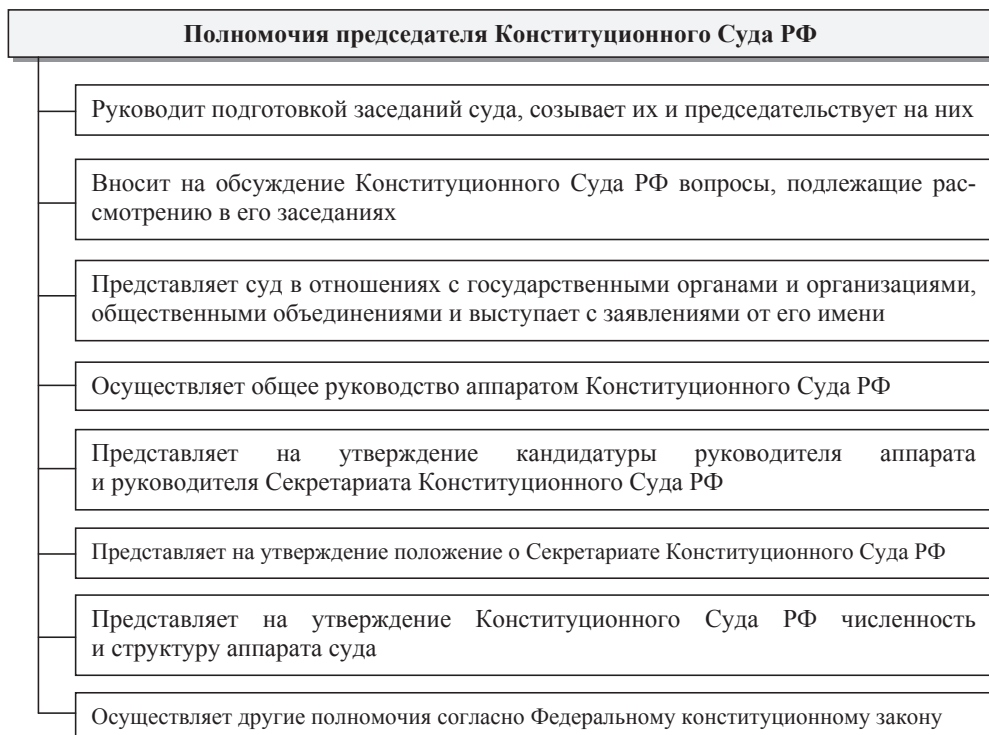 Полномочия председателя Конституционного Суда РФ
Руководит подготовкой заседаний суда, созывает их и председательствует на них
Вносит на обсуждение Конституционного Суда РФ вопросы, подлежащие рас-
смотрению в его заседаниях
Представляет суд в отношениях с государственными органами и организациями,
общественными объединениями и выступает с заявлениями от его имени
Осуществляет общее руководство аппаратом Конституционного Суда РФ
Представляет на утверждение кандидатуры руководителя аппарата
и руководителя Секретариата Конституционного Суда РФ
Представляет на утверждение положение о Секретариате Конституционного Суда РФ
Представляет на утверждение Конституционного Суда РФ численность
и структуру аппарата суда
Осуществляет другие полномочия согласно Федеральному конституционному закону